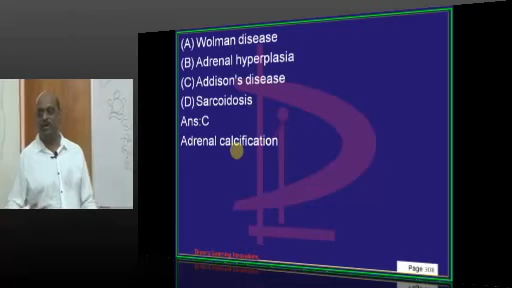 (A) Wolman disease
(B) Adrenal hyperplasia
(C) Addison's disease
(D) Sarcoidosis
Ans:C
Adrenal calcification
Page